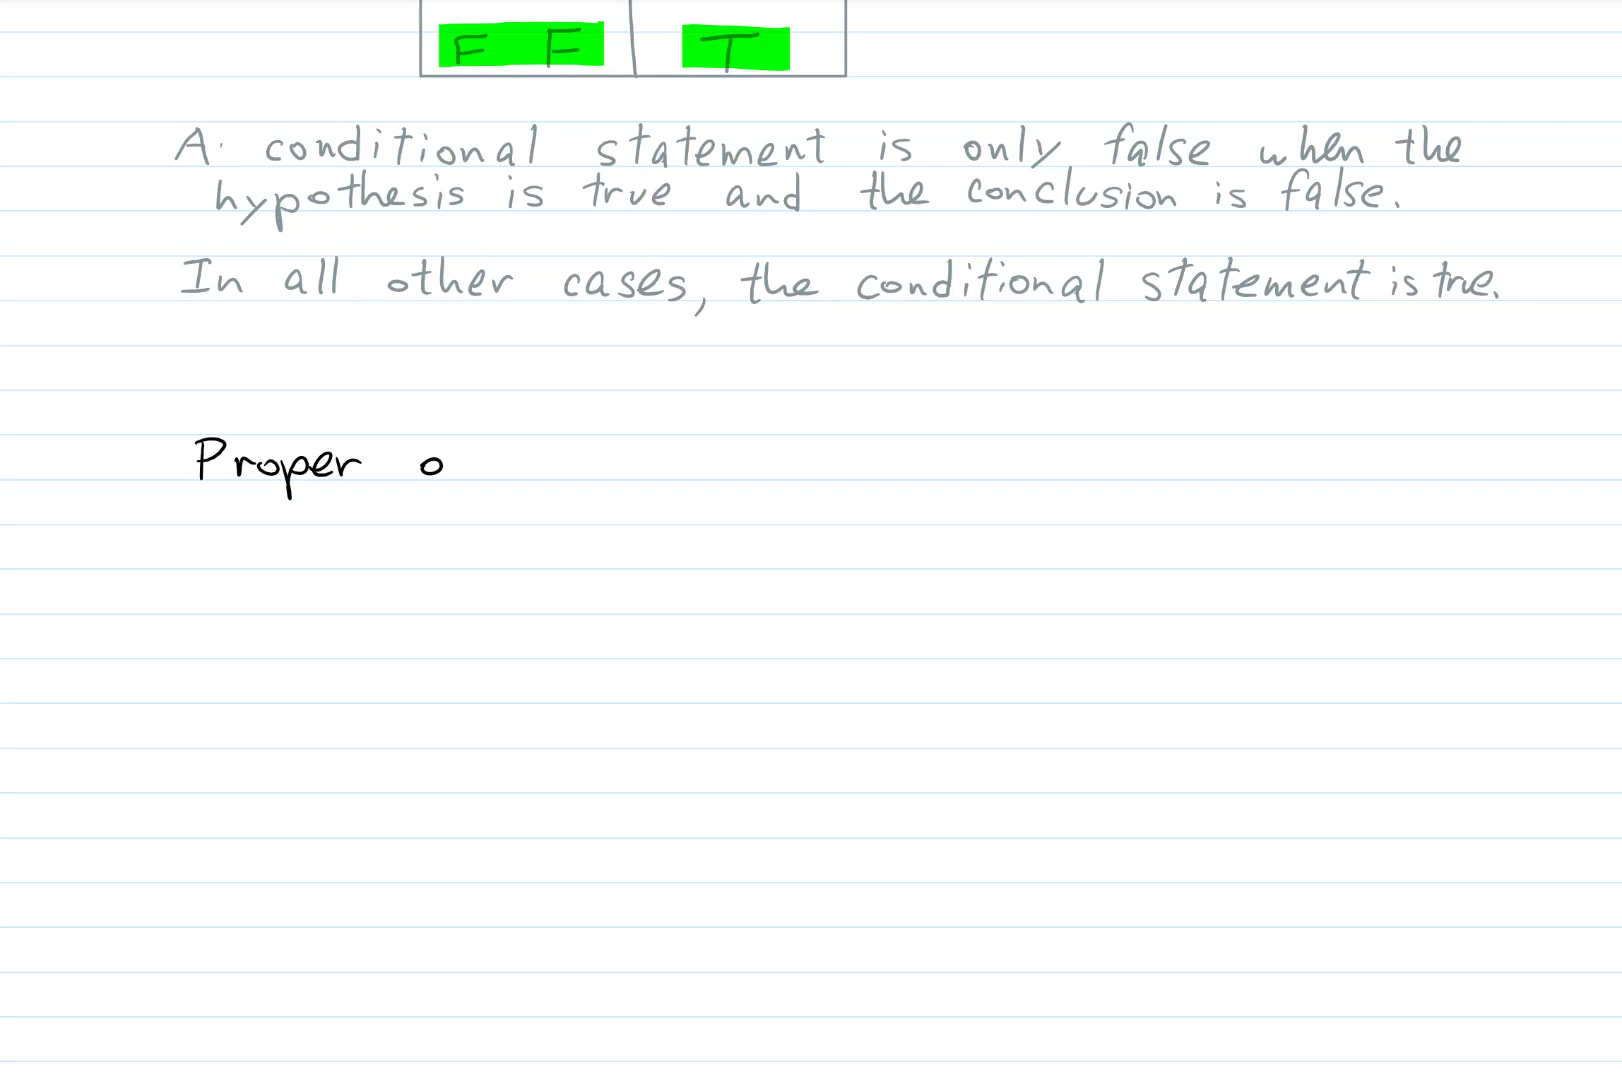 F F T
A conditional statement is only false when the
hypothesis is true and the conclusion is false.
In all other cases, the conditional statement is true.
Proper o